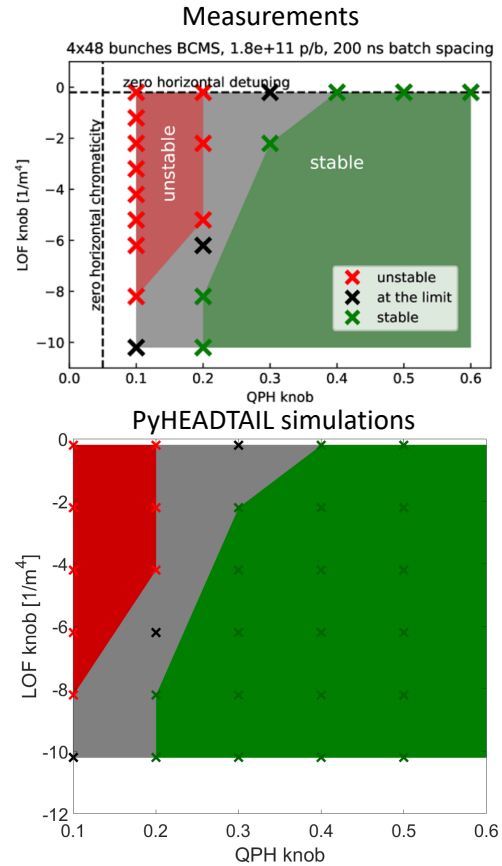 Measurements
4x48 bunches BCMS, 1.8e+11 p/b, 200 ns batch spacing
zero horizontal detuning
zero horizontal chromaticity
unstable
stable
unstable
at the limit
stable
LOF knob [1/m⁴]
0
−2
−4
−6
−8
−10
0.0 0.1 0.2 0.3 0.4 0.5 0.6
QPH knob
PyHEADTAIL simulations
LOF knob [1/m⁴]
0
-2
-4
-6
-8
-10
-12
0.1 0.2 0.3 0.4 0.5 0.6
QPH knob